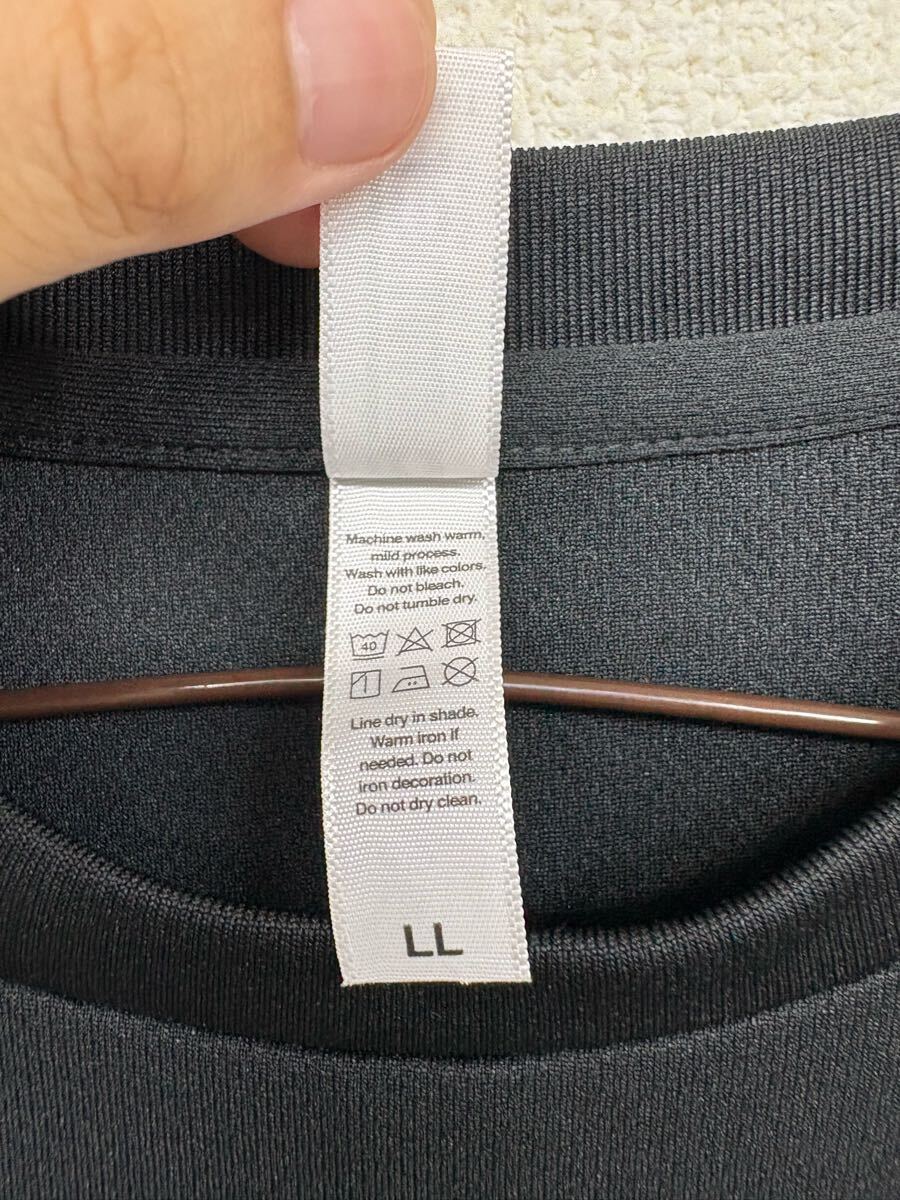 Machine wash warm,
mild process.
Wash with like colors.
Do not bleach.
Do not tumble dry.
40
Line dry in shade.
Warm iron if
needed. Do not
iron decoration.
Do not dry clean.
LL